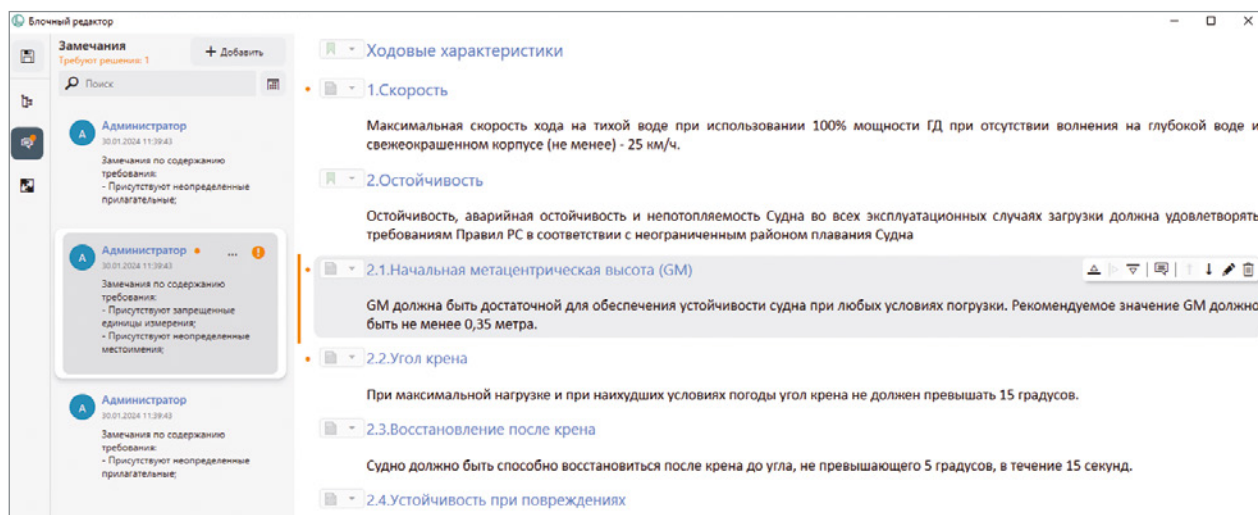 Блочный редактор
Замечания
Требуют решения: 1
+ Добавить
Поиск
А
Администратор
30.01.2024 11:39:43
Замечания по содержанию
требования:
- Присутствуют неопределенные
прилагательные;
А
Администратор
30.01.2024 11:39:43
Замечания по содержанию
требования:
- Присутствуют запрещенные
единицы измерения;
- Присутствуют неопределенные
местоимения;
А
Администратор
30.01.2024 11:39:43
Замечания по содержанию
требования:
- Присутствуют неопределенные
прилагательные;
Ходовые характеристики
1.Скорость
Максимальная скорость хода на тихой воде при использовании 100% мощности ГД при отсутствии волнения на глубокой воде и
свежеокрашенном корпусе (не менее) - 25 км/ч.
2.Остойчивость
Остойчивость, аварийная остойчивость и непотопляемость Судна во всех эксплуатационных случаях загрузки должна удовлетворять
требованиям Правил РС в соответствии с неограниченным районом плавания Судна
2.1.Начальная метацентрическая высота (GM)
GM должна быть достаточной для обеспечения устойчивости судна при любых условиях погрузки. Рекомендуемое значение GM должно
быть не менее 0,35 метра.
2.2.Угол крена
При максимальной нагрузке и при наихудших условиях погоды угол крена не должен превышать 15 градусов.
2.3.Восстановление после крена
Судно должно быть способно восстановиться после крена до угла, не превышающего 5 градусов, в течение 15 секунд.
2.4.Устойчивость при повреждениях